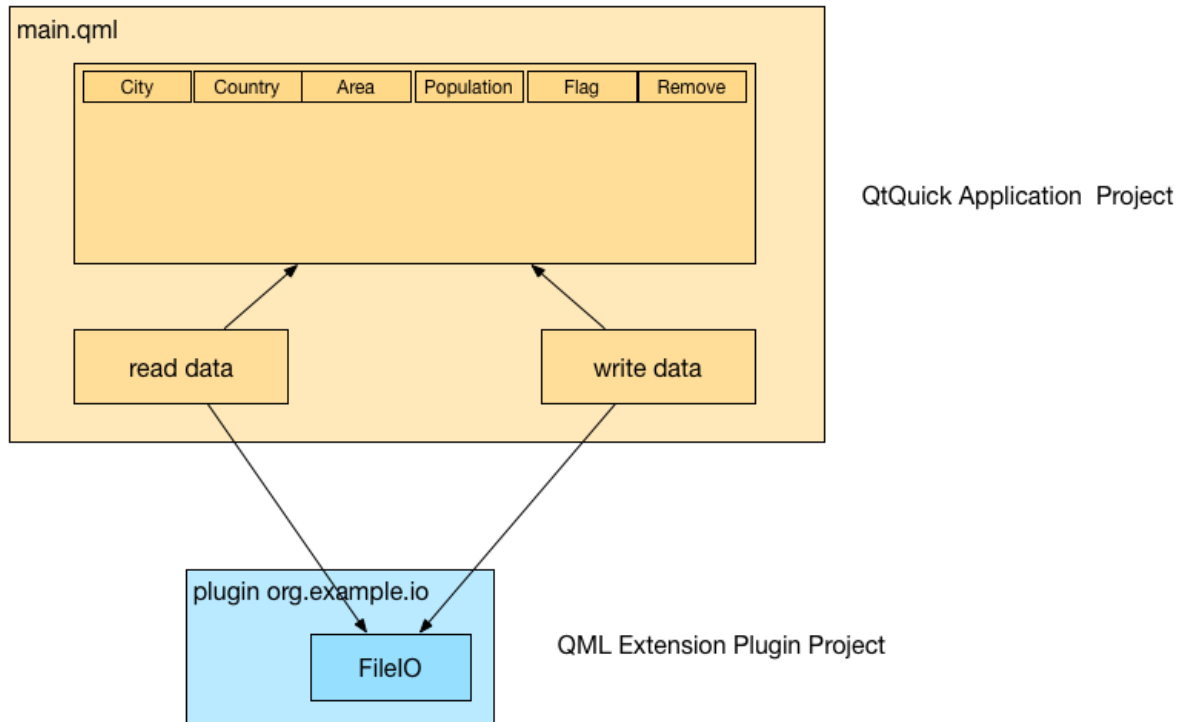 main.qml
City Country Area Population Flag Remove
QtQuick Application Project
read data write data
plugin org.example.io
QML Extension Plugin Project
FileIO